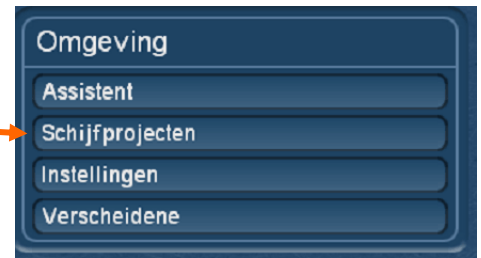 Omgeving
Assistent
Schijfprojecten
Instellingen
Verscheidene